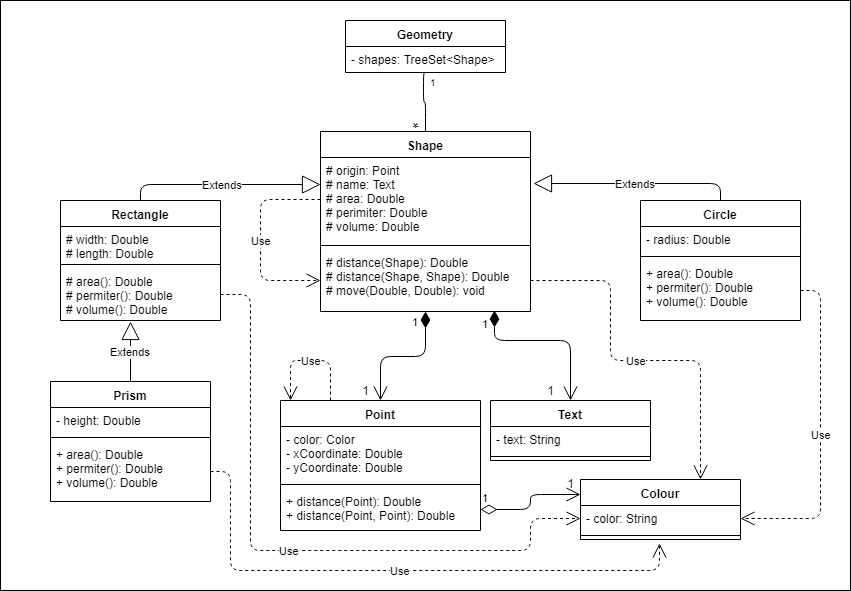 Geometry
- shapes: TreeSet<Shape>
1
*
Shape
# origin: Point
# name: Text
# area: Double
# perimiter: Double
# volume: Double
# distance(Shape): Double
# distance(Shape, Shape): Double
# move(Double, Double): void
Extends
Extends
Rectangle
# width: Double
# length: Double
# area(): Double
# permiter(): Double
# volume(): Double
Use
Circle
- radius: Double
+ area(): Double
+ permiter(): Double
+ volume(): Double
Extends
Prism
- height: Double
+ area(): Double
+ permiter(): Double
+ volume(): Double
1
1
Use
Use
1
1
Point
- color: Color
- xCoordinate: Double
- yCoordinate: Double
+ distance(Point): Double
+ distance(Point, Point): Double
Text
- text: String
Use
1
1
Colour
- color: String
Use
Use